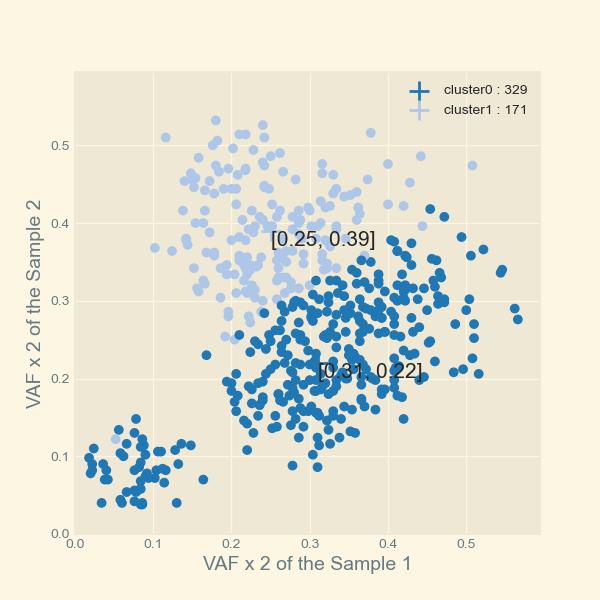 cluster0 : 329
cluster1 : 171
0.5
0.4
0.3
0.2
0.1
0.0
[0.25, 0.39]
[0.31, 0.22]
0.0 0.1 0.2 0.3 0.4 0.5
VAF x 2 of the Sample 1
VAF x 2 of the Sample 2